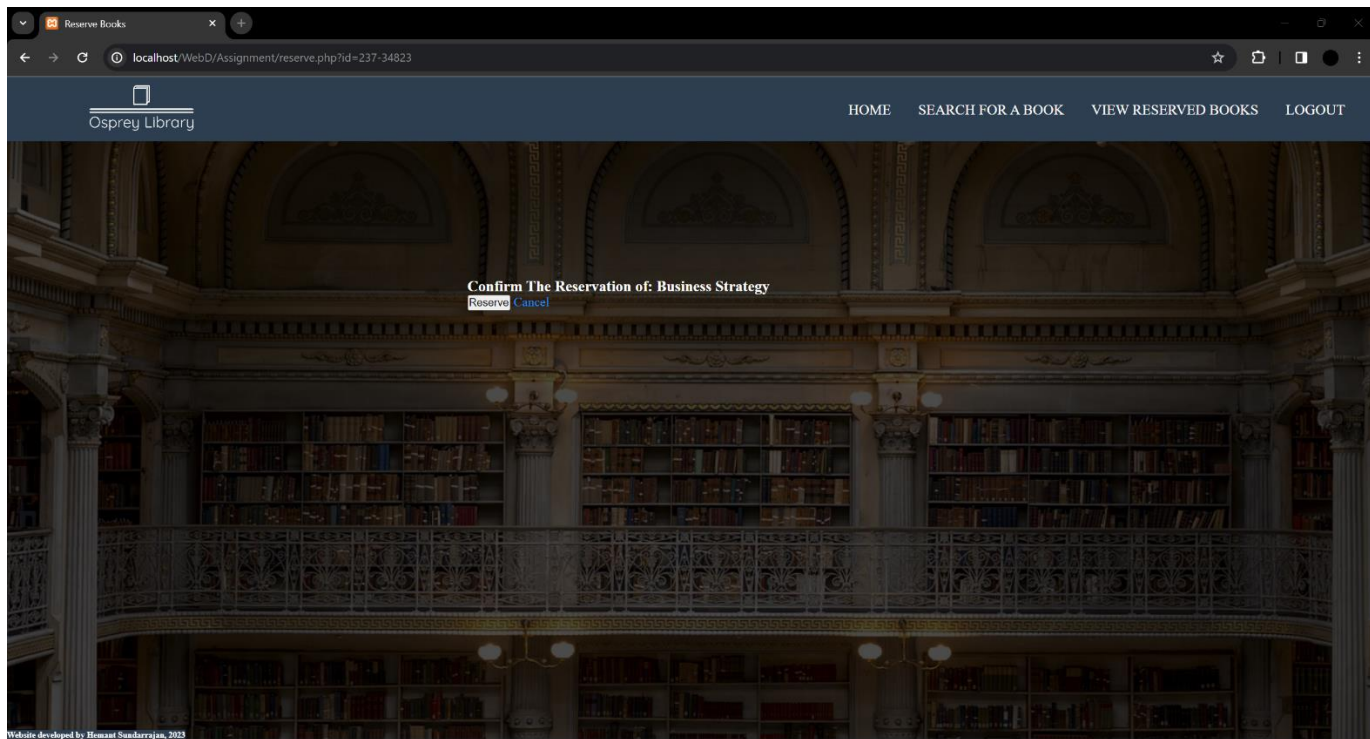 Reserve Books
localhost/WebD/Assignment/reserve.php?id=237-34823
Osprey Library
HOME SEARCH FOR A BOOK VIEW RESERVED BOOKS LOGOUT
Confirm The Reservation of: Business Strategy
Reserve Cancel
Website developed by Hemant Sundarrajan, 2023